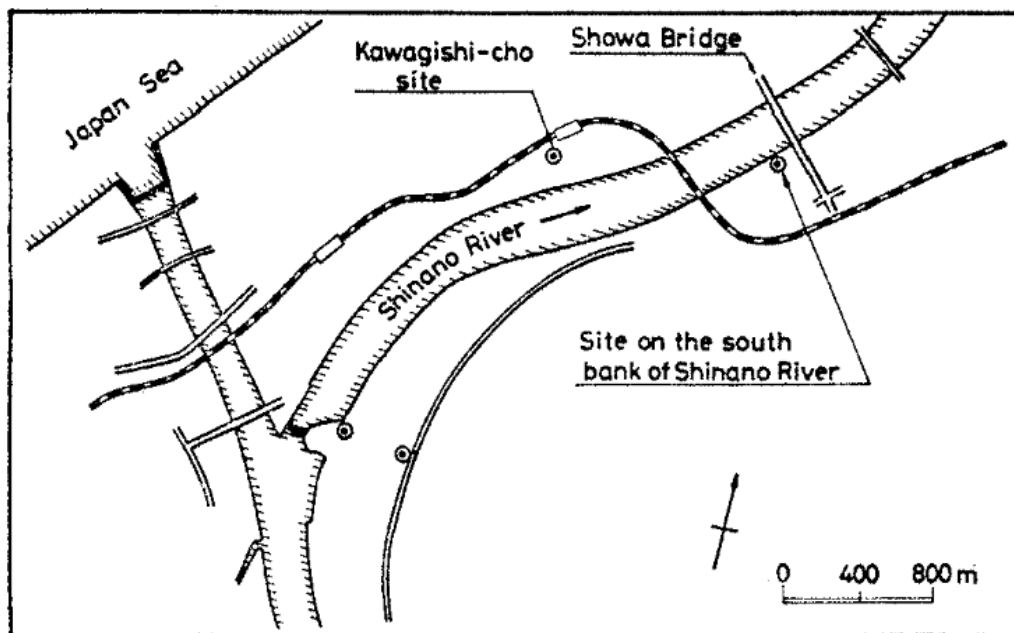 Japan Sea
Kawagishi-cho
site
Showa Bridge
Shinano River
Site on the south
bank of Shinano River
0 400 800 m